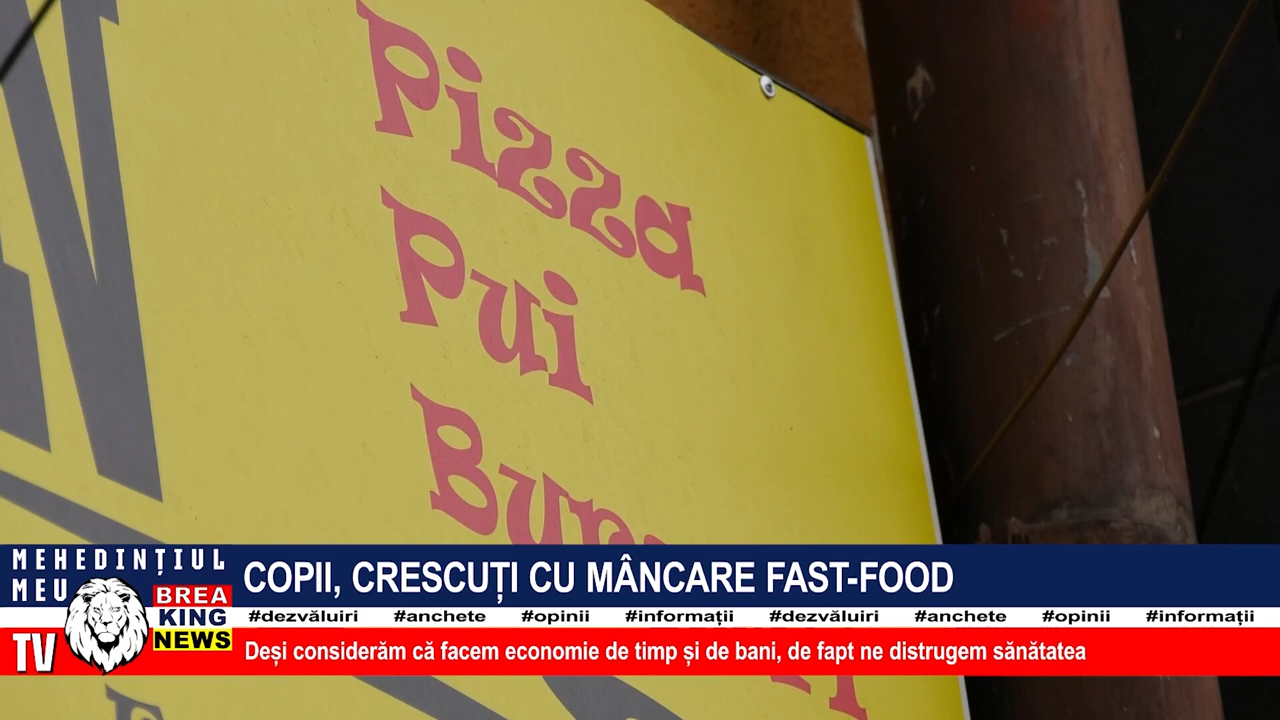 Pizza
Pui
MEHEDINȚIUL
MEU
TV
BREA
KING
NEWS
COPII, CRESCUȚI CU MÂNCARE FAST-FOOD
#dezvăluiri #anchete #opinii #informații #dezvăluiri #anchete #opinii #informații
Deși considerăm că facem economie de timp și de bani, de fapt ne distrugem sănătatea